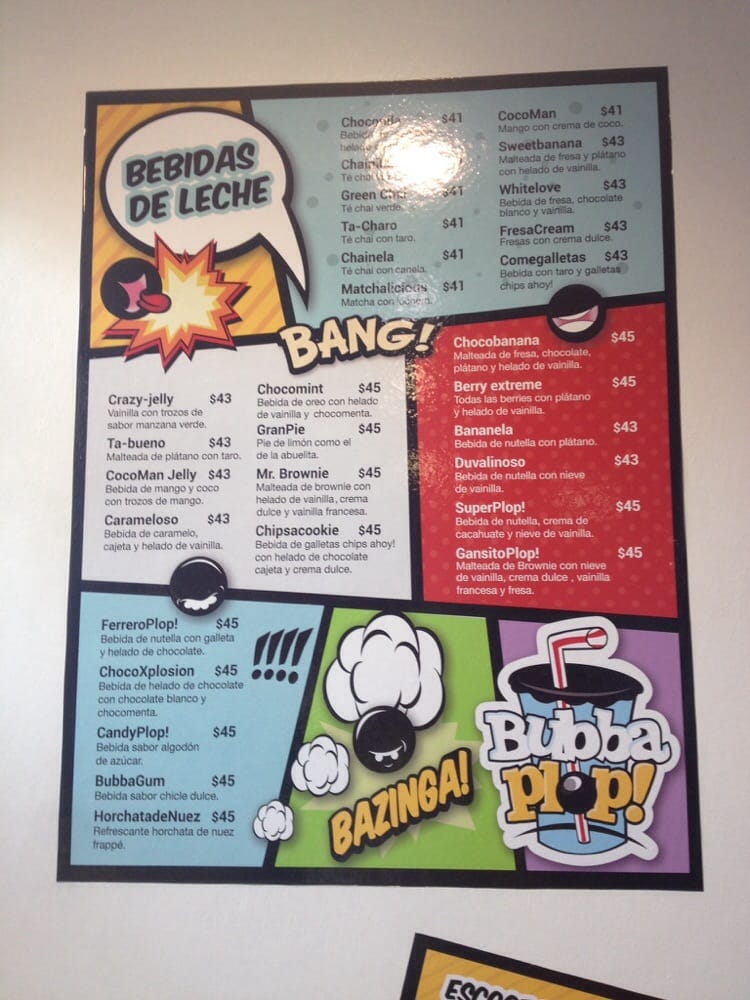 BEBIDAS
DE LECHE
$41
Bebida
helado
$41
Té chai
Green Chai $41
Té chai verde.
Ta-Charo $41
Té chai con taro.
Chainela $41
Té chai con canela.
Matchalicious $41
Matcha con
CocoMan $41
Mango con crema de coco.
Sweetbanana $43
Malteada de fresa y plátano
con helado de vainilla.
Whitelove $43
Bebida de fresa, chocolate
blanco y vainilla.
FresaCream $43
Fresas con crema dulce.
Comegalletas $43
Bebida con taro y galletas
chips ahoy!
BANG!
Crazy-jelly $43
Vainilla con trozos de
sabor manzana verde.
Ta-bueno $43
Malteada de plátano con taro.
CocoMan Jelly $43
Bebida de mango y coco
con trozos de mango.
Carameloso $43
Bebida de caramelo,
cajeta y helado de vainilla.
Chocomint $45
Bebida de oreo con helado
de vainilla y chocomenta.
GranPie $45
Pie de limón como el
de la abuelita.
Mr. Brownie $45
Malteada de brownie con
helado de vainilla, crema
dulce y vainilla francesa.
Chipsacookie $45
Bebida de galletas chips ahoy!
con helado de chocolate
cajeta y crema dulce.
Chocobanana $45
Malteada de fresa, chocolate,
plátano y helado de vainilla.
Berry extreme $45
Todas las berries con plátano
y helado de vainilla.
Bananela $43
Bebida de nutella con plátano.
Duvalinoso $43
Bebida de nutella con nieve
de vainilla.
SuperPlop! $45
Bebida de nutella, crema de
cacahuate y nieve de vainilla.
GansitoPlop! $45
Malteada de Brownie con nieve
de vainilla, crema dulce , vainilla
francesa y fresa.
FerreroPlop! $45
Bebida de nutella con galleta
y helado de chocolate.
ChocoXplosion $45
Bebida de helado de chocolate
con chocolate blanco y
chocomenta.
CandyPlop! $45
Bebida sabor algodón
de azúcar.
BubbaGum $45
Bebida sabor chicle dulce.
HorchatadeNuez $45
Refrescante horchata de nuez
frappé.
!!!!
BAZINGA!
Bubba
plop!